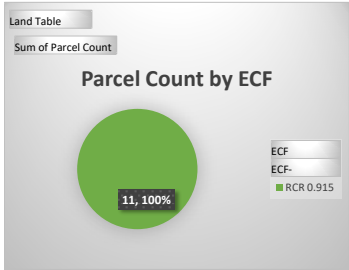 Land Table
Sum of Parcel Count
Parcel Count by ECF
11, 100%
ECF
ECF-
RCR 0.915